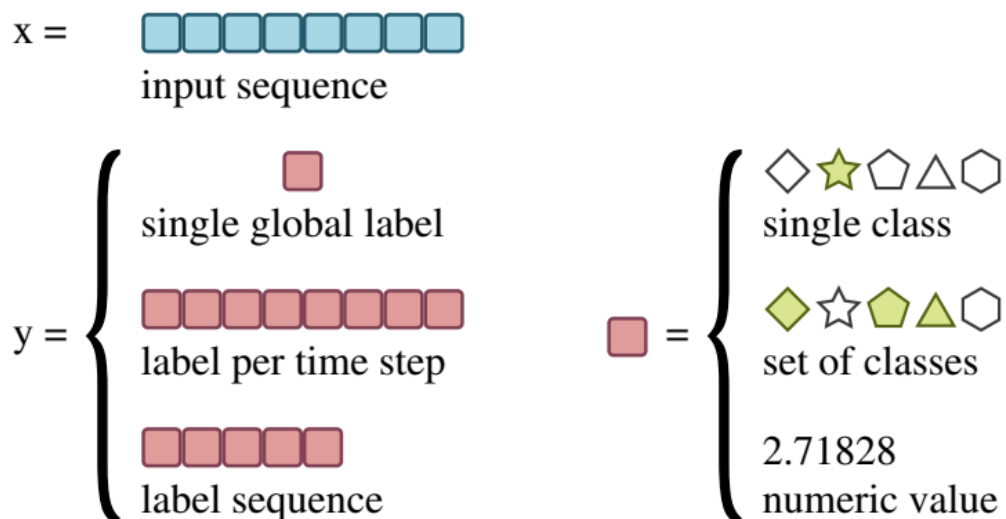 x =
input sequence
single global label
y =
label per time step
label sequence
=
single class
set of classes
2.71828
numeric value